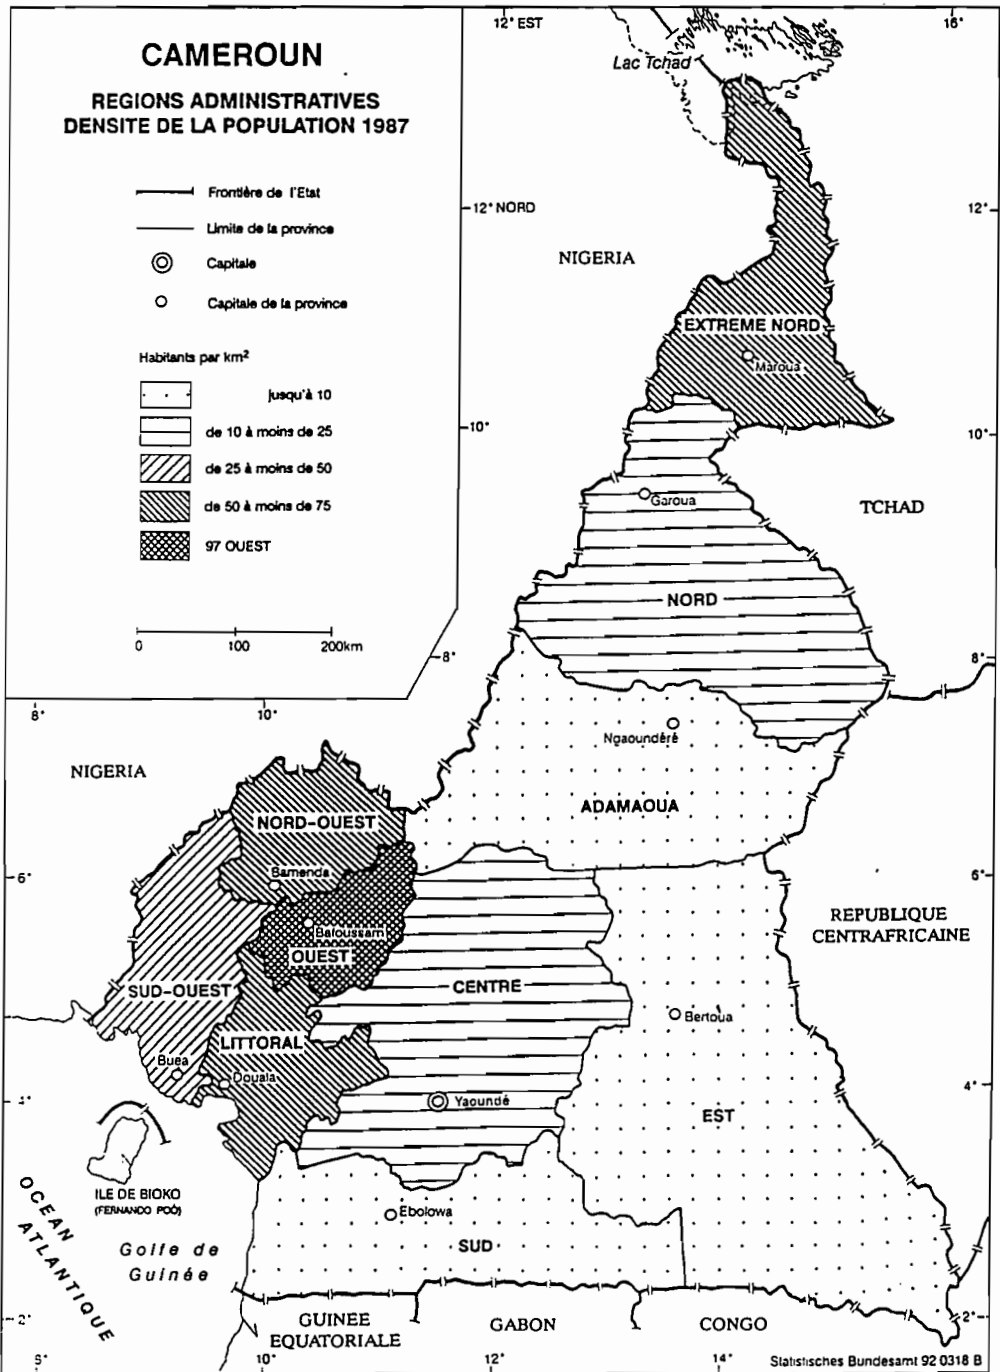 CAMEROUN
REGIONS ADMINISTRATIVES
DENSITE DE LA POPULATION 1987
Frontière de l'Etat
Limite de la province
Capitale
Capitale de la province
Habitants par km²
jusqu'à 10
de 10 à moins de 25
de 25 à moins de 50
de 50 à moins de 75
97 OUEST
0 100 200km
12° EST
16°
Lac Tchad
12° NORD
12°
NIGERIA
EXTREME NORD
Maroua
10°
10°
Garoua
TCHAD
NORD
8°
8°
8°
10°
Ngaoundéré
NIGERIA
ADAMAOUA
NORD-OUEST
Bamenda
6°
6°
REPUBLIQUE
CENTRAFRICAINE
Bafoussam
OUEST
CENTRE
SUD-OUEST
Bertoua
LITTORAL
Buea
Douala
4°
4°
Yaoundé
EST
ILE DE BIOKO
(FERNANDO POÓ)
Ebolowa
OCEAN
ATLANTIQUE
Golfe de
Guinée
SUD
GUINEE
EQUATORIALE
GABON
CONGO
2°
2°
10°
12°
14°
Statistisches Bundesamt 92 0318 B